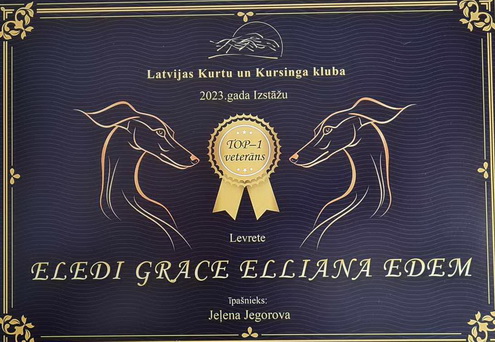 Latvijas Kurtu un Kursinga kluba
2023.gada Izstāžu
TOP–1
veterāns
Levrete
ELEDI GRACE ELLIANA EDEM
īpašnieks:
Jeļena Jegorova